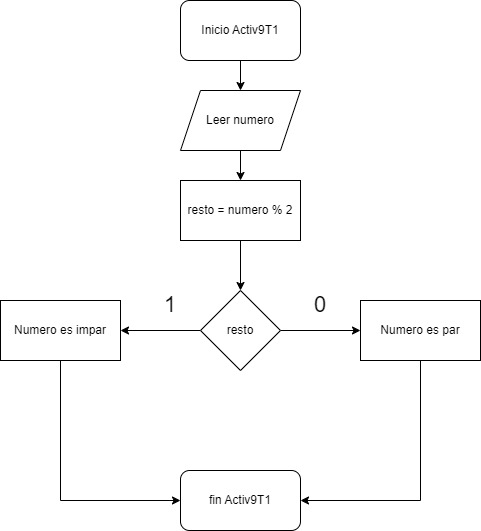 Inicio Activ9T1
Leer numero
resto = numero % 2
1
0
Numero es impar
resto
Numero es par
fin Activ9T1